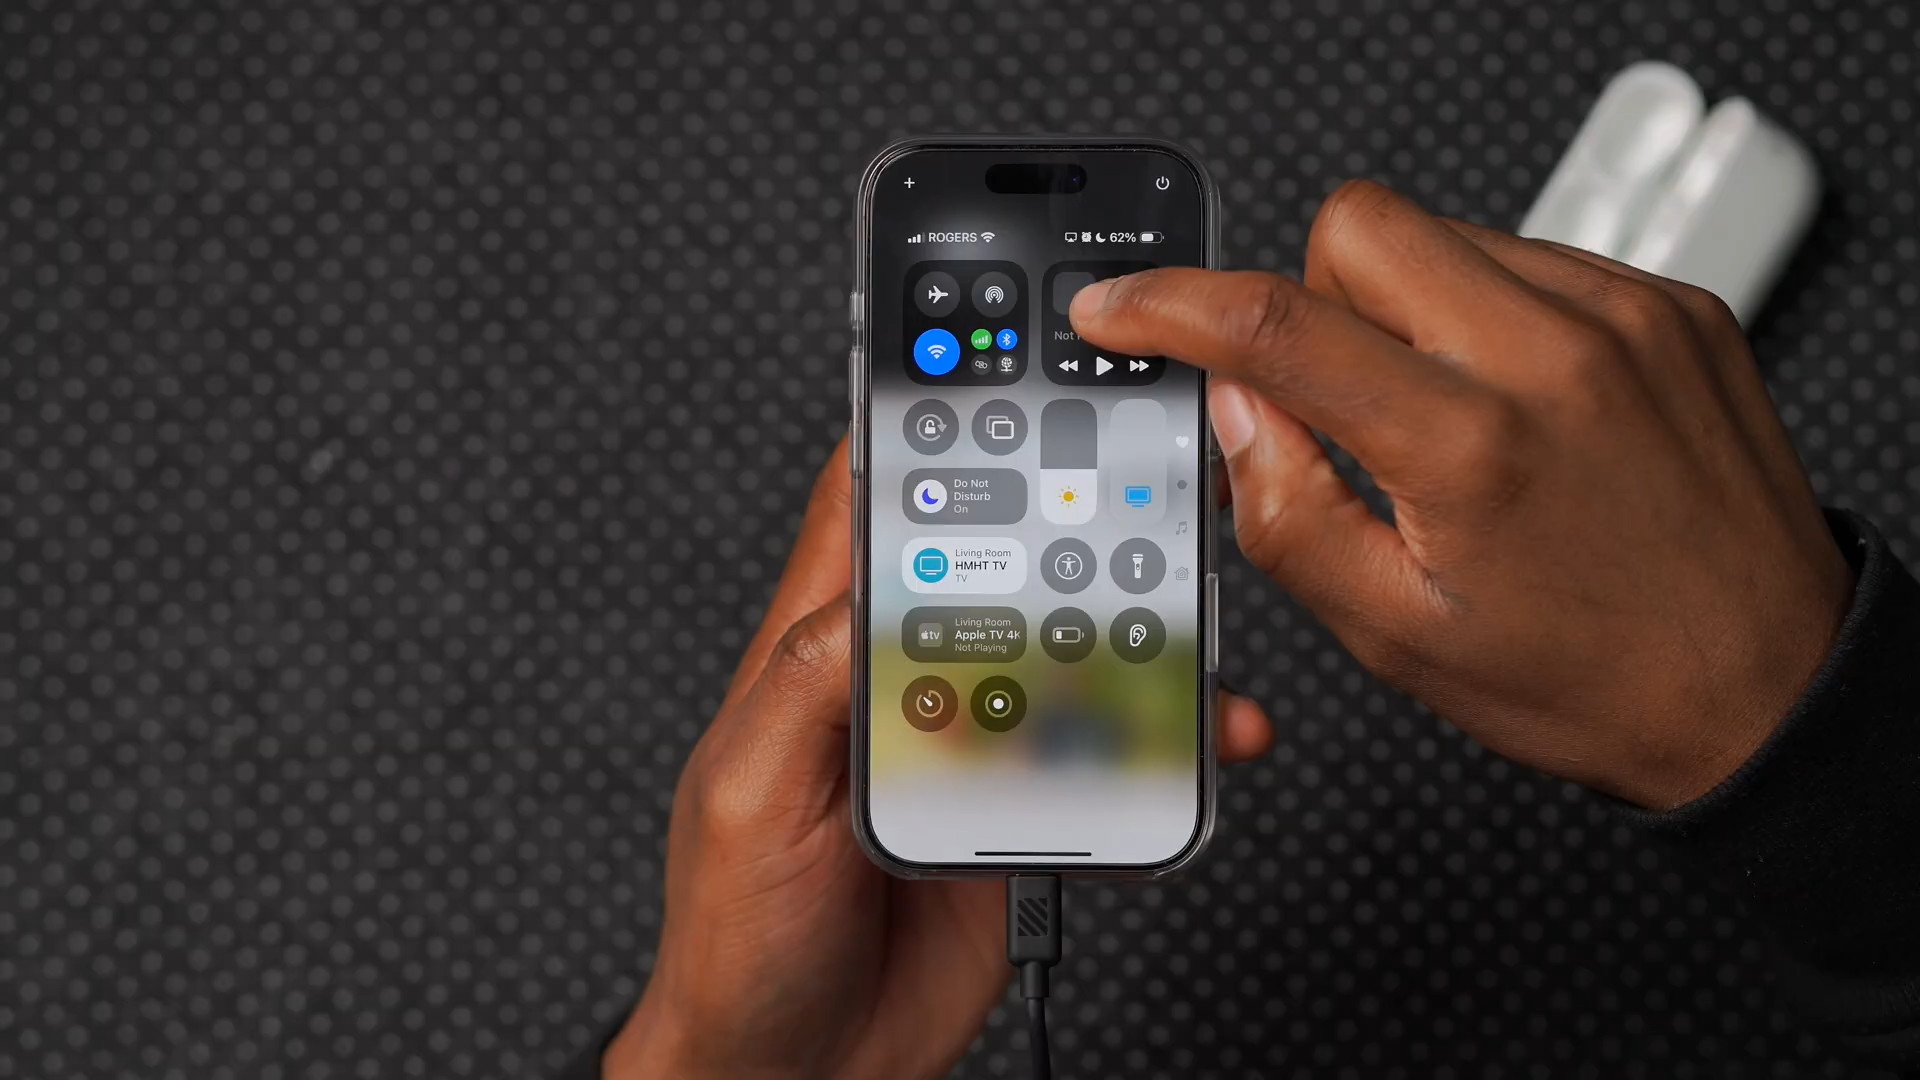 ROGERS
62%
Not
Do Not
Disturb
On
Living Room
HMHT TV
TV
Living Room
tv
Apple TV 4K
Not Playing